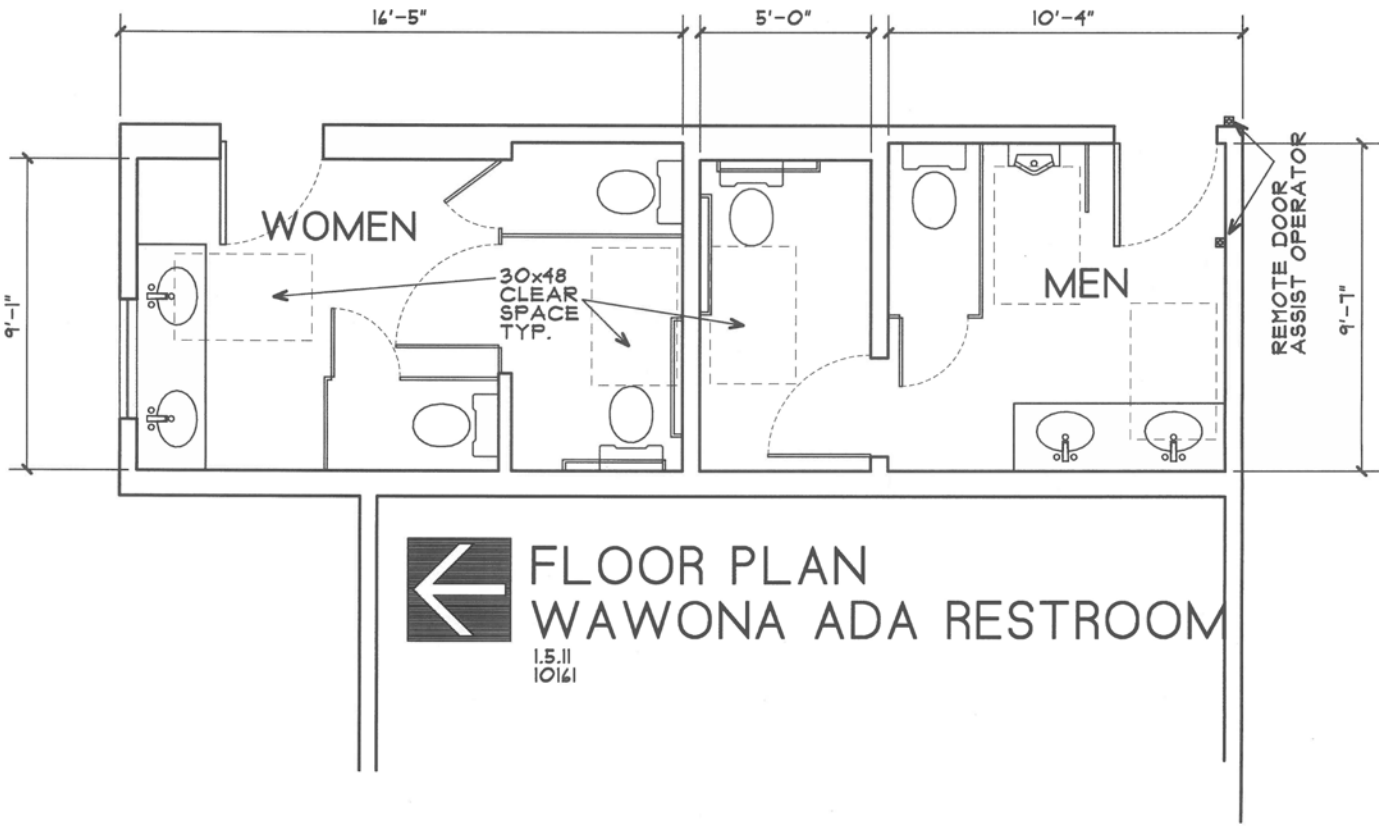 16'-5"
5'-0"
10'-4"
WOMEN
MEN
30x48
CLEAR
SPACE
TYP.
9'-1"
9'-7"
REMOTE DOOR
ASSIST OPERATOR
FLOOR PLAN
WAWONA ADA RESTROOM
1.5.11
10161